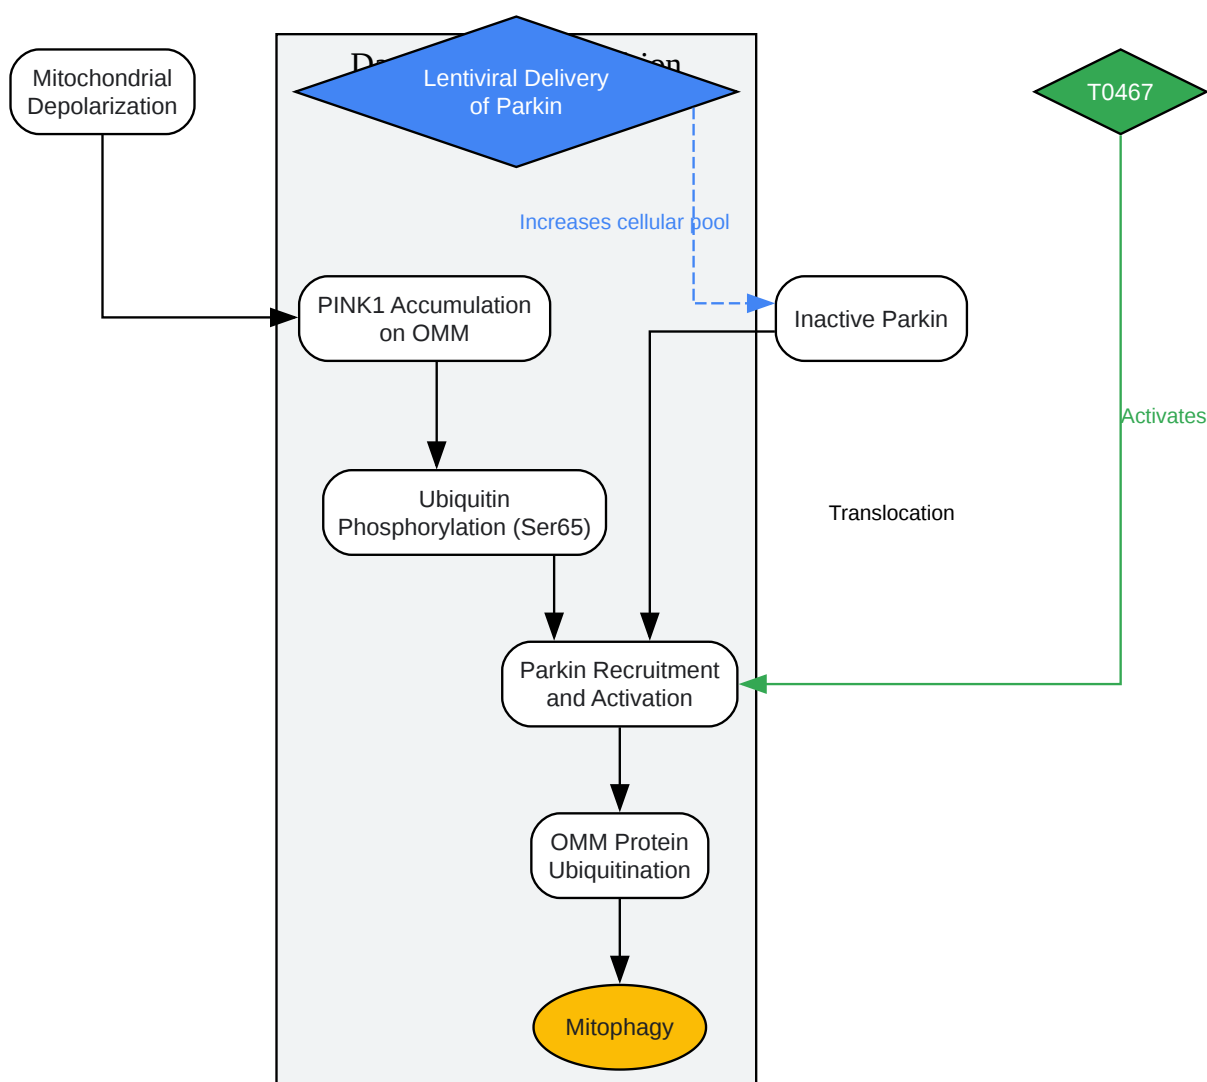 Mitochondrial
Depolarization
Lentiviral Delivery
of Parkin
T0467
Increases cellular pool
PINK1 Accumulation
on OMM
Inactive Parkin
Activates
Ubiquitin
Phosphorylation (Ser65)
Translocation
Parkin Recruitment
and Activation
OMM Protein
Ubiquitination
Mitophagy